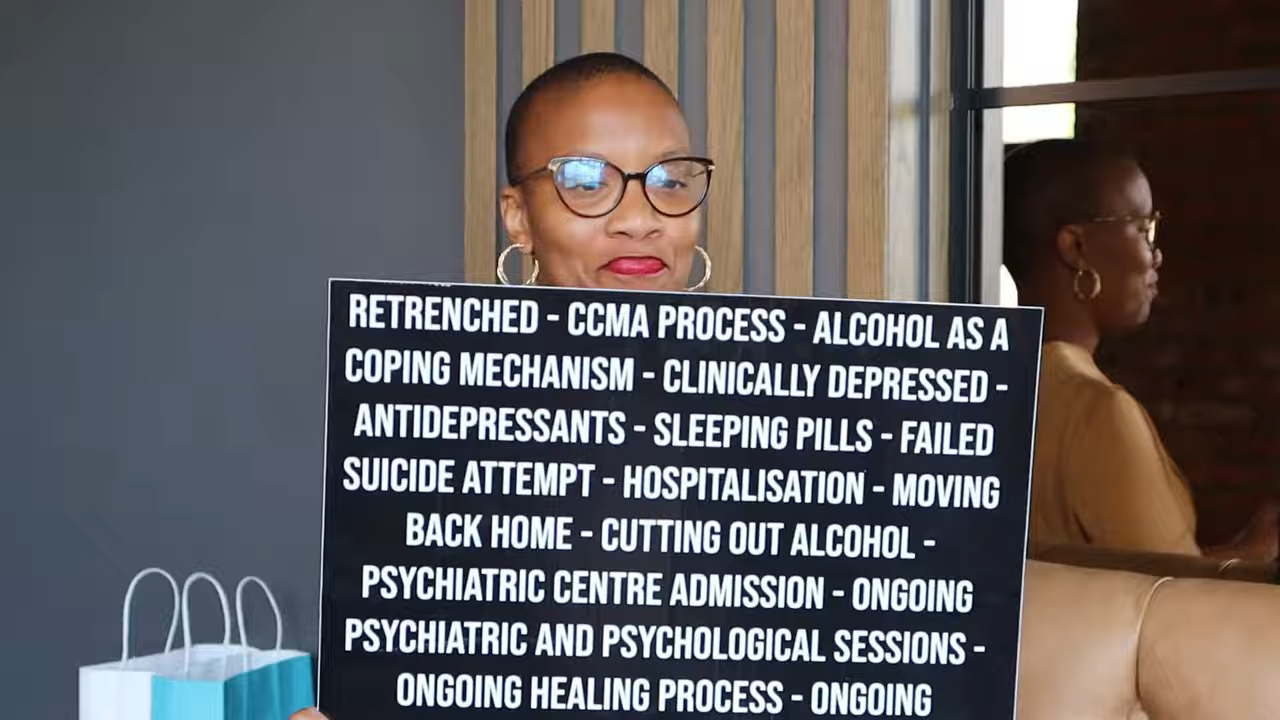 RETRENCHED - CCMA PROCESS - ALCOHOL AS A
COPING MECHANISM - CLINICALLY DEPRESSED -
ANTIDEPRESSANTS - SLEEPING PILLS - FAILED
SUICIDE ATTEMPT - HOSPITALISATION - MOVING
BACK HOME - CUTTING OUT ALCOHOL -
PSYCHIATRIC CENTRE ADMISSION - ONGOING
PSYCHIATRIC AND PSYCHOLOGICAL SESSIONS -
ONGOING HEALING PROCESS - ONGOING